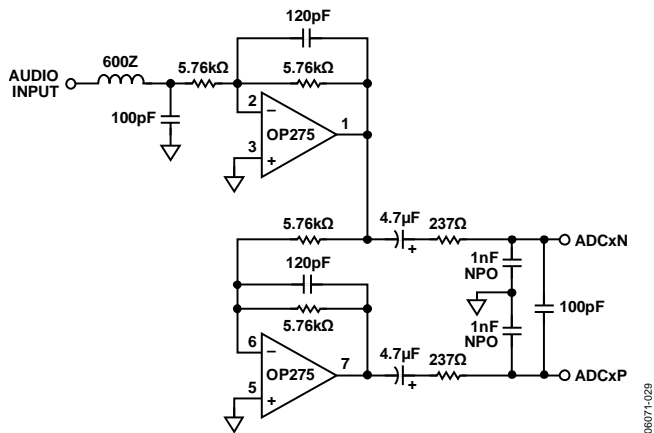 120pF
600Z
5.76kΩ
5.76kΩ
AUDIO
INPUT
100pF
2
–
1
OP275
3
+
5.76kΩ
4.7µF
+
237Ω
ADCxN
120pF
1nF
NPO
5.76kΩ
100pF
1nF
NPO
6
–
7
4.7µF
+
237Ω
OP275
ADCxP
5
+
06071-029